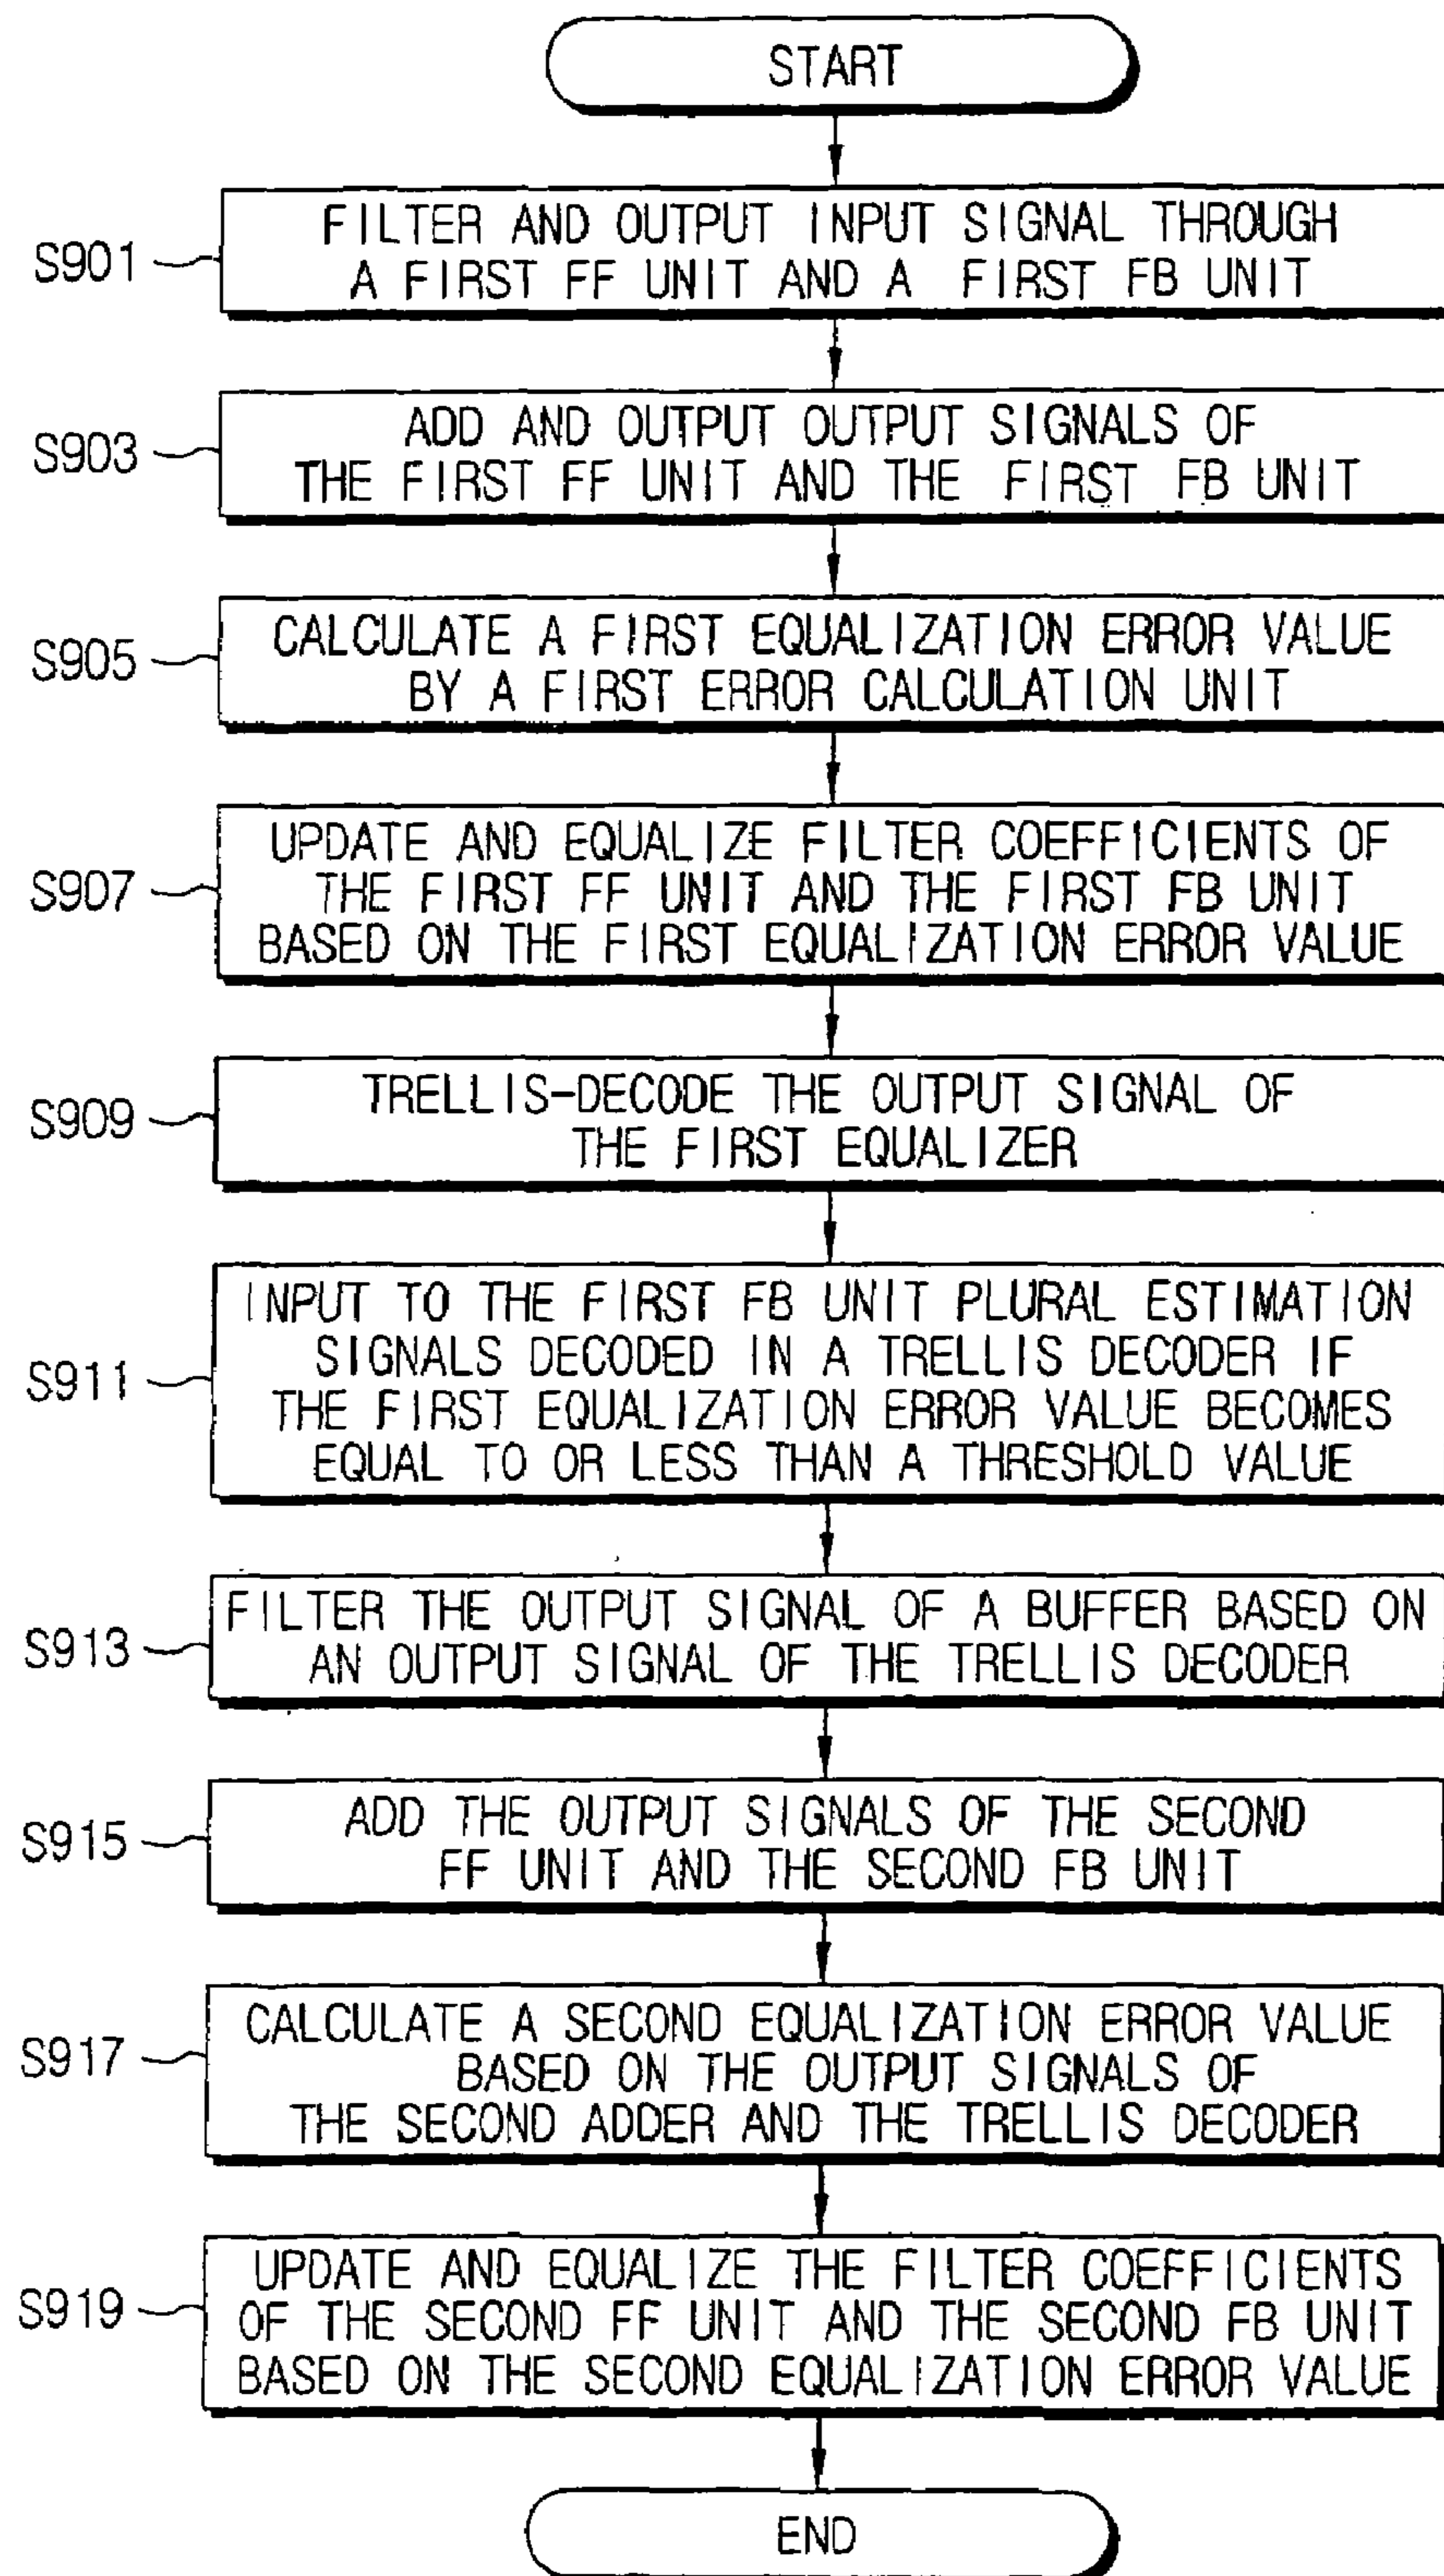 START
S901
FILTER AND OUTPUT INPUT SIGNAL THROUGH
A FIRST FF UNIT AND A FIRST FB UNIT
S903
ADD AND OUTPUT OUTPUT SIGNALS OF
THE FIRST FF UNIT AND THE FIRST FB UNIT
S905
CALCULATE A FIRST EQUALIZATION ERROR VALUE
BY A FIRST ERROR CALCULATION UNIT
S907
UPDATE AND EQUALIZE FILTER COEFFICIENTS OF
THE FIRST FF UNIT AND THE FIRST FB UNIT
BASED ON THE FIRST EQUALIZATION ERROR VALUE
S909
TRELLIS-DECODE THE OUTPUT SIGNAL OF
THE FIRST EQUALIZER
S911
INPUT TO THE FIRST FB UNIT PLURAL ESTIMATION
SIGNALS DECODED IN A TRELLIS DECODER IF
THE FIRST EQUALIZATION ERROR VALUE BECOMES
EQUAL TO OR LESS THAN A THRESHOLD VALUE
S913
FILTER THE OUTPUT SIGNAL OF A BUFFER BASED ON
AN OUTPUT SIGNAL OF THE TRELLIS DECODER
S915
ADD THE OUTPUT SIGNALS OF THE SECOND
FF UNIT AND THE SECOND FB UNIT
S917
CALCULATE A SECOND EQUALIZATION ERROR VALUE
BASED ON THE OUTPUT SIGNALS OF
THE SECOND ADDER AND THE TRELLIS DECODER
S919
UPDATE AND EQUALIZE THE FILTER COEFFICIENTS
OF THE SECOND FF UNIT AND THE SECOND FB UNIT
BASED ON THE SECOND EQUALIZATION ERROR VALUE
END